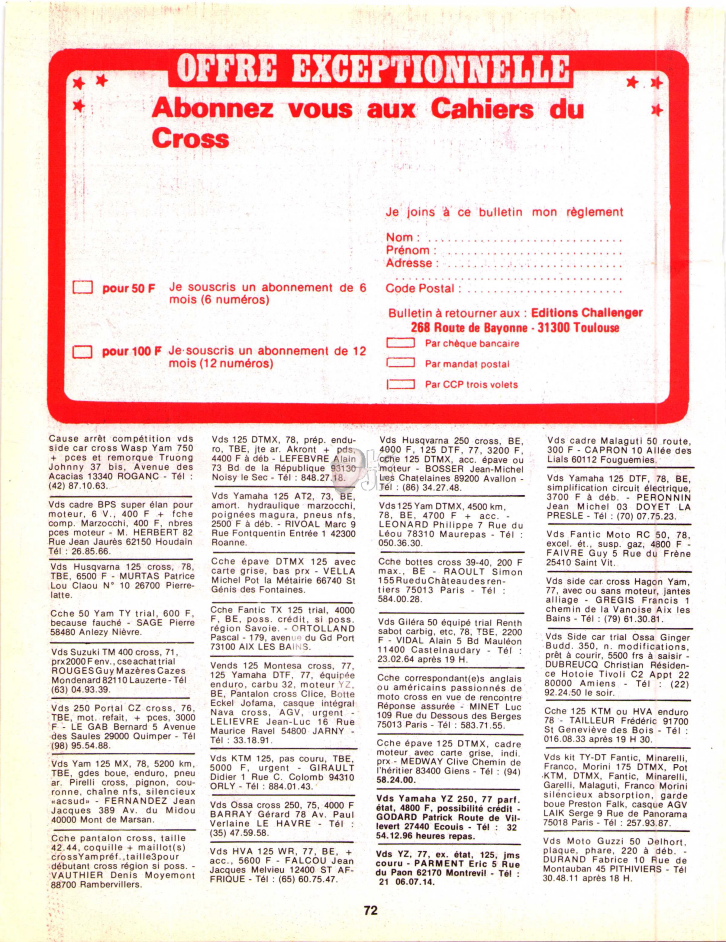 OFFRE EXCEPTIONNELLE
Abonnez vous aux Cahiers du
Cross
Je joins à ce bulletin mon règlement
Nom :
Prénom :
Adresse :
pour 50 F Je souscris un abonnement de 6
mois (6 numéros)
Code Postal :
Bulletin à retourner aux : Editions Challenger
268 Route de Bayonne - 31300 Toulouse
pour 100 F Je souscris un abonnement de 12
mois (12 numéros)
Par chèque bancaire
Par mandat postal
Par CCP trois volets
Cause arrêt compétition vds
side car cross Wasp Yam 750
+ pces et remorque Truong
Johnny 37 bis, Avenue des
Acacias 13340 ROGANC - Tél :
(42) 87.10.63.
Vds cadre BPS super élan pour
moteur, 6 V., 400 F + fche
comp. Marzocchi, 400 F, nbres
pces moteur - M. HERBERT 82
Rue Jean Jaurès 62150 Houdain
Tél : 26.85.66.
Vds Husqvarna 125 cross, 78,
TBE, 6500 F - MURTAS Patrice
Lou Claou N° 10 26700 Pierre-
latte.
Cche 50 Yam TY trial, 600 F,
because fauché - SAGE Pierre
58460 Antezy Nièvre.
Vds Suzuki TM 400 cross, 71,
prx 2000 F env., cse achat trial
ROUGES Guy Mazères Cazes
Mondenard 82110 Lauzerte - Tél
(63) 04.93.39.
Vds 250 Portal CZ cross, 76,
TBE, mot. refait, + pces, 3000
F - LE GAB Bernard 5 Avenue
des Saules 29000 Quimper - Tél
(98) 95.54.88.
Vds Yam 125 MX, 78, 5200 km,
TBE, gdes boue, enduro, pneu
ar. Pirelli cross, pignon, cou-
ronne, chaîne nfs, silencieux
«acsud» - FERNANDEZ Jean
Jacques 389 Av. du Midou
40000 Mont de Marsan.
Cche pantalon cross, taille
42.44, coquille + maillot(s)
cross Yam préf., taille 3 pour
débutant cross région si poss. -
VAUTHIER Denis Moyemont
88700 Rambervillers.
Vds 125 DTMX, 78, prép. endu-
ro, TBE, jte ar. Akront + pds,
4400 F à déb - LEFEBVRE Alain
73 Bd de la République 93130
Noisy le Sec - Tél : 848.27.18.
Vds Yamaha 125 AT2, 73, BE,
amort. hydraulique marzocchi,
poignées magura, pneus nfs,
2500 F à déb. - RIVOAL Marc 9
Rue Fontquentin Entrée 1 42300
Roanne.
Cche épave DTMX 125 avec
carte grise, bas prx - VELLA
Michel Pot la Métairie 66740 St
Génis des Fontaines.
Cche Fantic TX 125 trial, 4000
F, BE, poss. crédit, si poss.
région Savoie. - ORTOLLAND
Pascal - 179, avenue du Gd Port
73100 AIX LES BAINS.
Vends 125 Montesa cross, 77,
125 Yamaha DTF, 77, équipée
enduro, carbu 32, moteur YZ,
BE, Pantalon cross Clice, Botte
Eckel Jofama, casque intégral
Nava cross, AGV, urgent -
LELIEVRE Jean-Luc 16 Rue
Maurice Ravel 54800 JARNY -
Tél : 33.18.91.
Vds KTM 125, pas couru, TBE,
5000 F, urgent - GIRAULT
Didier 1 Rue C. Colomb 94310
ORLY - Tél : 884.01.43.
Vds Ossa cross 250, 75, 4000 F
BARRAY Gérard 78 Av. Paul
Verlaine LE HAVRE - Tél :
(35) 47.59.58.
Vds HVA 125 WR, 77, BE, +
acc., 5600 F - FALCOU Jean
Jacques Melvieu 12400 ST AF-
FRIQUE - Tél : (65) 60.75.47.
Vds Husqvarna 250 cross, BE,
4000 F, 125 DTF, 77, 3200 F,
cche 125 DTMX, acc. épave ou
moteur - BOSSER Jean-Michel
Les Chatelaines 89200 Avallon -
Tél : (86) 34.27.48.
Vds 125 Yam DTMX, 4500 km,
78, BE, 4700 F + acc. -
LEONARD Philippe 7 Rue du
Léou 78310 Maurepas - Tél :
050.36.30.
Cche bottes cross 39-40, 200 F
max., BE - RAOULT Simon
155 Rue du Château des ren-
tiers 75013 Paris - Tél :
584.00.28.
Vds Giléra 50 équipé trial Renth
sabot carbig, etc, 78, TBE, 2200
F - VIDAL Alain 5 Bd Mauléon
11400 Castelnaudary - Tél :
23.02.64 après 19 H.
Cche correspondant(e)s anglais
ou américains passionnés de
moto cross en vue de rencontre
Réponse assurée - MINET Luc
109 Rue du Dessous des Berges
75013 Paris - Tél : 583.71.55.
Cche épave 125 DTMX, cadre
moteur avec carte grise, indi.
prx - MEDWAY Clive Chemin de
l'héritier 83400 Giens - Tél : (94)
58.24.00.
Vds Yamaha YZ 250, 77 parf.
état, 4800 F, possibilité crédit -
GODARD Patrick Route de Vil-
levert 27440 Ecouis - Tél : 32
54.12.96 heures repas.
Vds YZ, 77, ex. état, 125, jms
couru - PARMENT Eric 5 Rue
du Paon 62170 Montrevil - Tél :
21 06.07.14.
Vds cadre Malaguti 50 route,
300 F - CAPRON 10 Allée des
Lials 60112 Fouguemies.
Vds Yamaha 125 DTF, 78, BE,
simplification circuit électrique,
3700 F à déb. - PERONNIN
Jean Michel 03 DOYET LA
PRESLE - Tél : (70) 07.75.23.
Vds Fantic Moto RC 50, 78,
excel. ét., susp. gaz, 4800 F -
FAIVRE Guy 5 Rue du Frène
25410 Saint Vit.
Vds side car cross Hagon Yam,
77, avec ou sans moteur, jantes
alliage - GREGIS Francis 1
chemin de la Vanoise Aix les
Bains - Tél : (79) 61.30.81.
Vds Side car trial Ossa Ginger
Budd. 350, n. modifications,
prêt à courir, 5500 frs à saisir -
DUBREUCQ Christian Résiden-
ce Hotoie Tivoli C2 Appt 22
80000 Amiens - Tél : (22)
92.24.50 le soir.
Cche 125 KTM ou HVA enduro
78 - TAILLEUR Frédéric 91700
St Geneviève des Bois - Tél :
016.08.33 après 19 H 30.
Vds kit TY-DT Fantic, Minarelli,
Franco, Morini 175 DTMX, Pot
KTM, DTMX, Fantic, Minarelli,
Garelli, Malaguti, Franco Morini
silencieux absorption, garde
boue Preston Falk, casque AGV
LAIK Serge 9 Rue de Panorama
75018 Paris - Tél : 257.93.87.
Vds Moto Guzzi 50 Delhort,
plaque, phare, 220 à déb. -
DURAND Fabrice 10 Rue de
Montauban 45 PITHIVIERS - Tél
30.48.11 après 18 H.
72